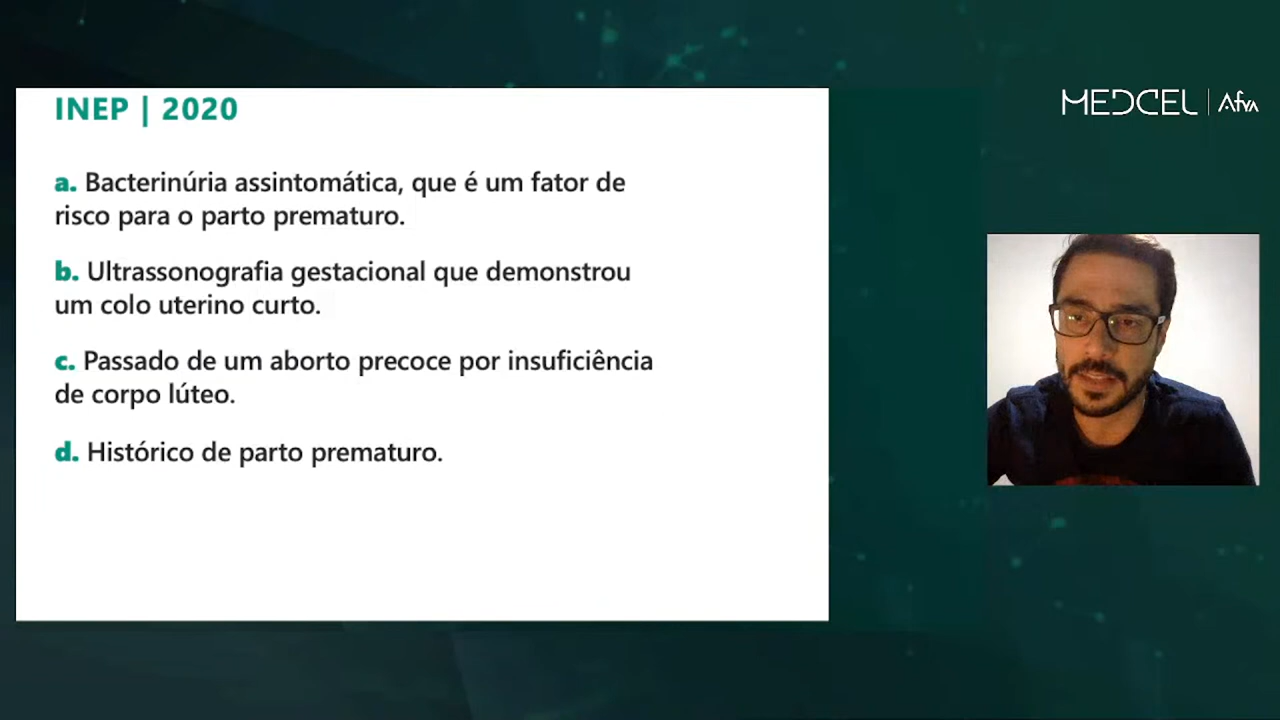 INEP | 2020
MEDCEL | Afya
a. Bacterinúria assintomática, que é um fator de
risco para o parto prematuro.
b. Ultrassonografia gestacional que demonstrou
um colo uterino curto.
c. Passado de um aborto precoce por insuficiência
de corpo lúteo.
d. Histórico de parto prematuro.